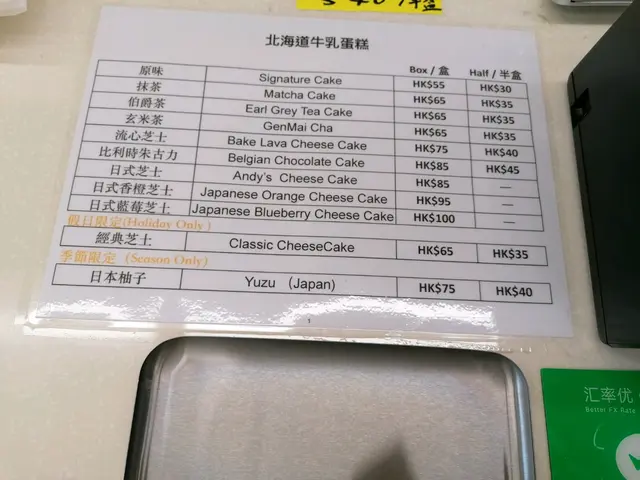 北海道牛乳蛋糕
Box / 盒 Half / 半盒
原味 Signature Cake HK$55 HK$30
抹茶 Matcha Cake HK$65 HK$35
伯爵茶 Earl Grey Tea Cake HK$65 HK$35
玄米茶 GenMai Cha HK$65 HK$35
流心芝士 Bake Lava Cheese Cake HK$75 HK$40
比利時朱古力 Belgian Chocolate Cake HK$85 HK$45
日式芝士 Andy's Cheese Cake HK$85 —
日式香橙芝士 Japanese Orange Cheese Cake HK$95 —
日式藍莓芝士 Japanese Blueberry Cheese Cake HK$100
假日限定(Holiday Only)
經典芝士 Classic CheeseCake HK$65 HK$35
季節限定 (Season Only)
日本柚子 Yuzu (Japan) HK$75 HK$40
1
汇率优
Better FX Rate